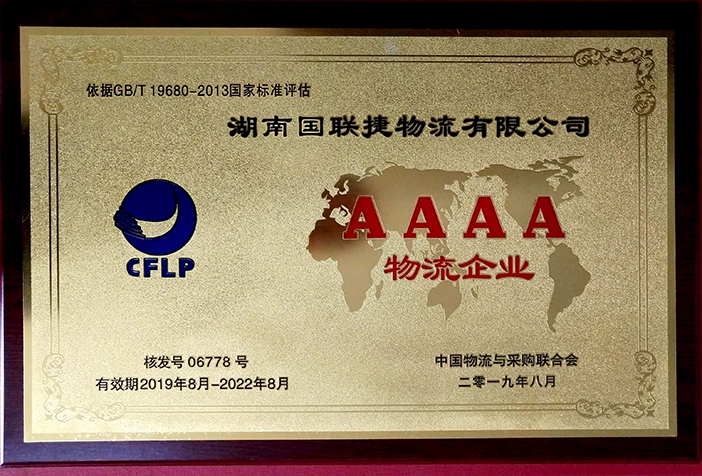 依据GB/T 19680-2013国家标准评估
湖南国联捷物流有限公司
AAAA
物流企业
CFLP
核发号 06778 号
有效期2019年8月-2022年8月
中国物流与采购联合会
二零一九年八月